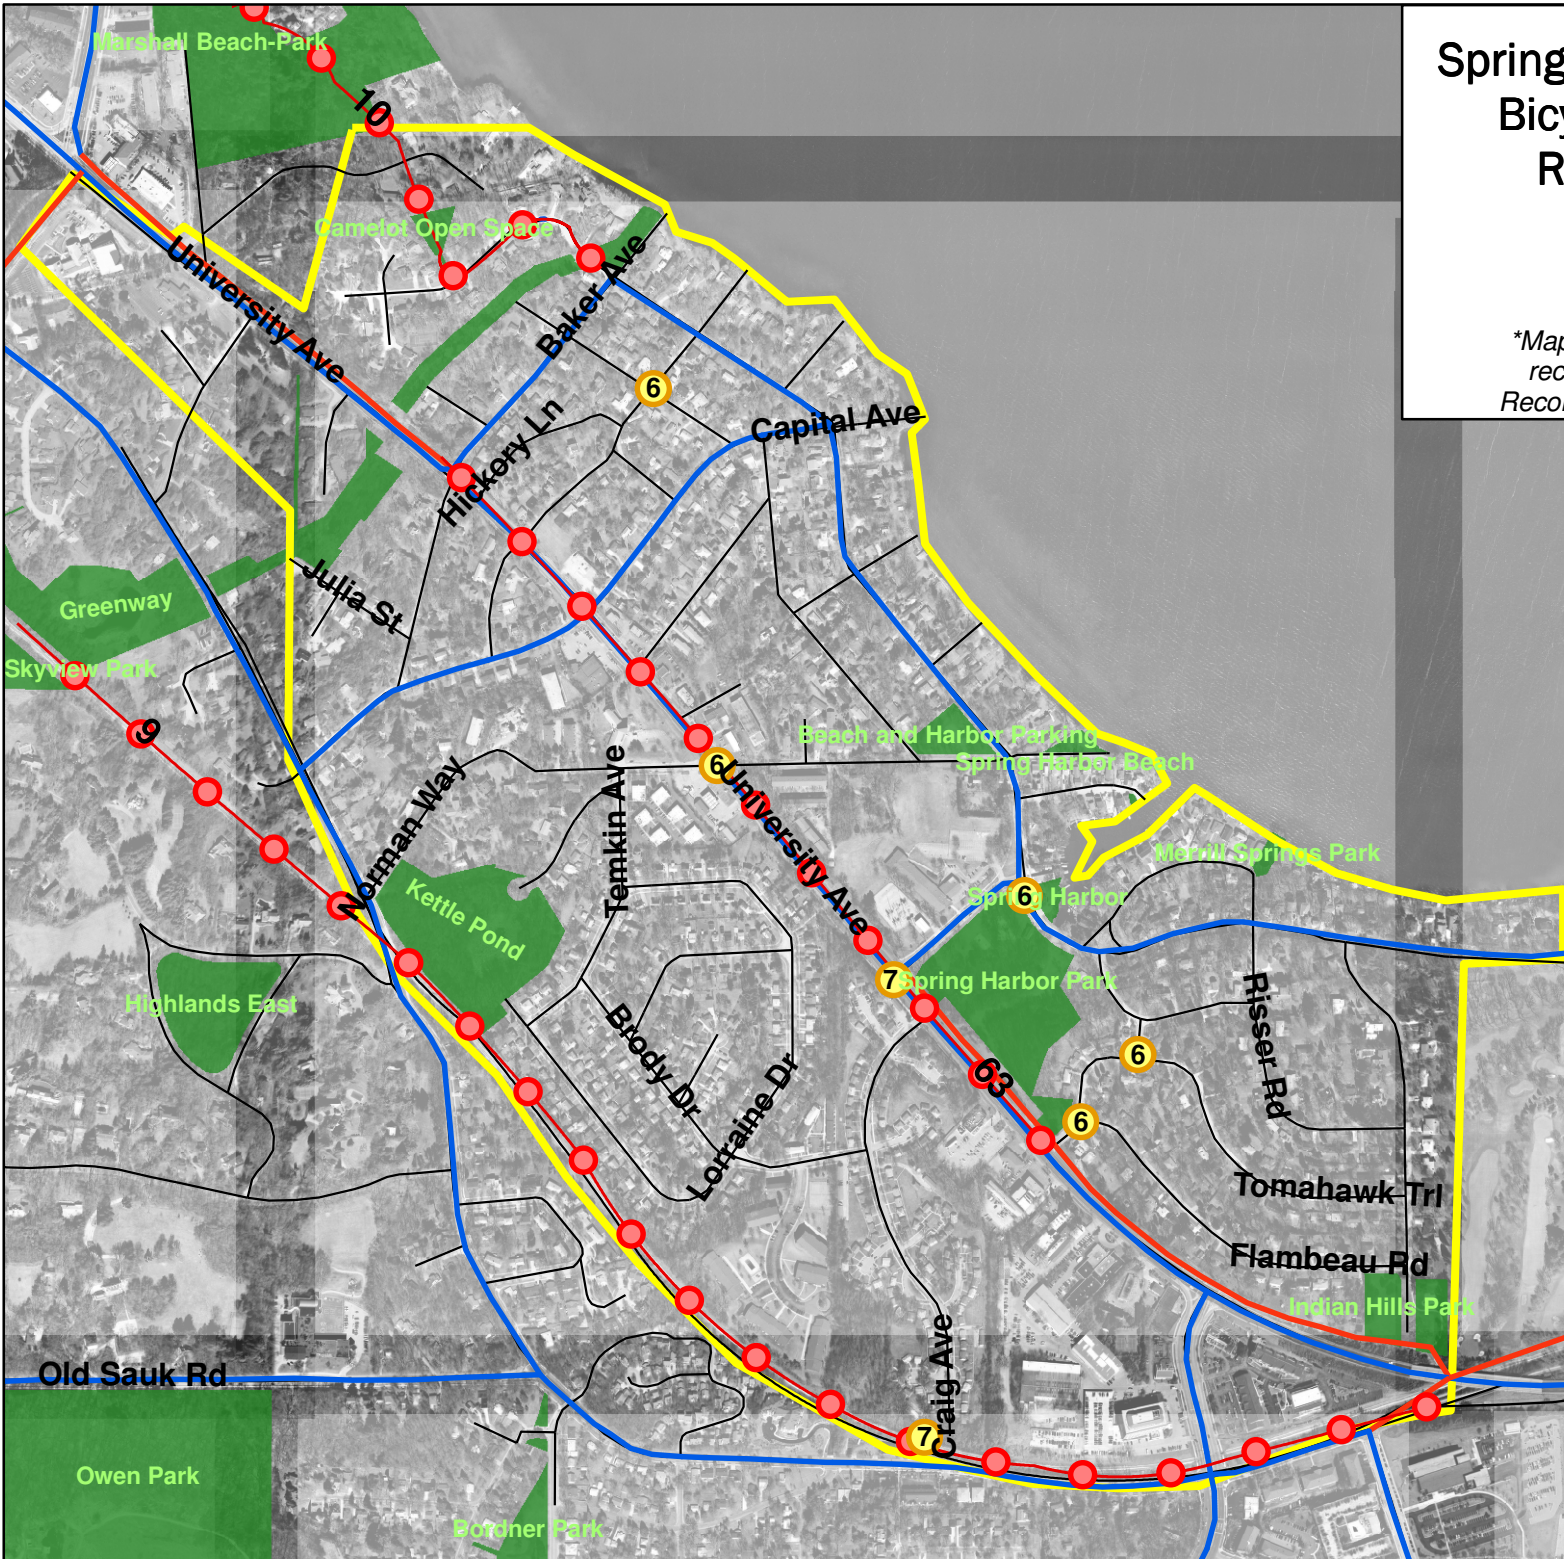 Marshall Beach-Park
10
Spring
Bicy
R
*Map
rec
Recon
Camelot Open Space
University Ave
Baker Ave
6
Capital Ave
Hickory Ln
Julia St
Greenway
Skyview Park
9
Beach and Harbor Parking
Spring Harbor Beach
6
University Ave
Temkin Ave
Norman Way
Merrill Springs Park
Kettle Pond
6
Spring Harbor
7
Spring Harbor Park
Highlands East
Risser Rd
Brody Dr
Lorraine Dr
63
6
6
Tomahawk Trl
Flambeau Rd
Indian Hills Park
Old Sauk Rd
Craig Ave
7
Owen Park
Bordner Park